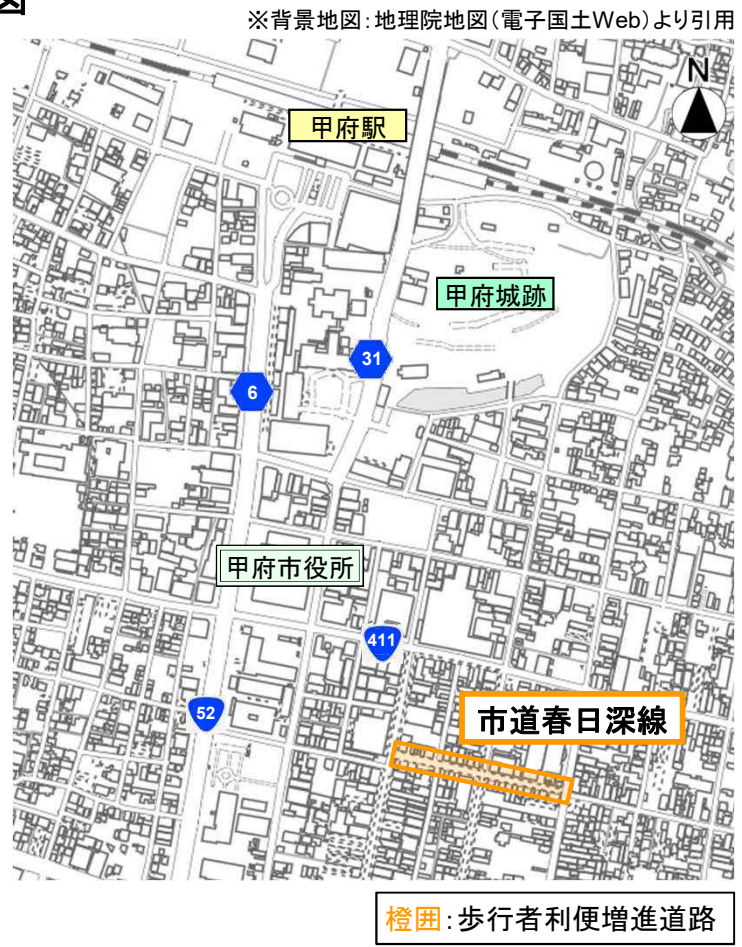 図
※背景地図:地理院地図(電子国土Web)より引用
N
甲府駅
甲府城跡
31
6
甲府市役所
411
52
市道春日深線
橙囲:歩行者利便増進道路